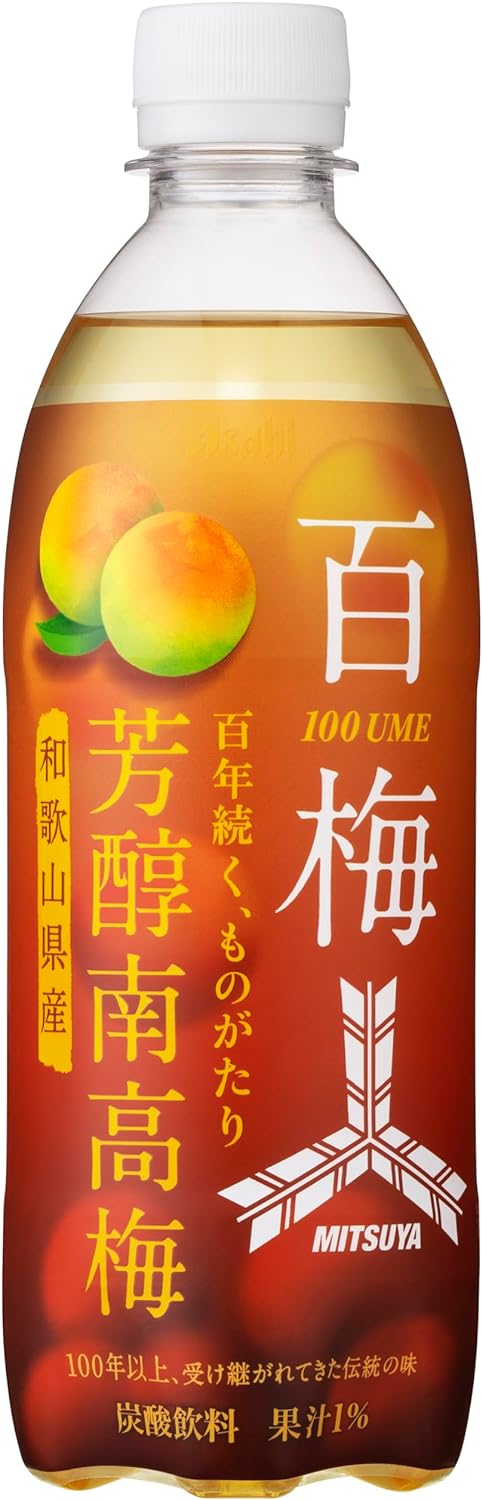 Asahi
百梅
100 UME
MITSUYA
百年続く、ものがたり
芳醇南高梅
和歌山県産
100年以上、受け継がれてきた伝統の味
炭酸飲料 果汁1%